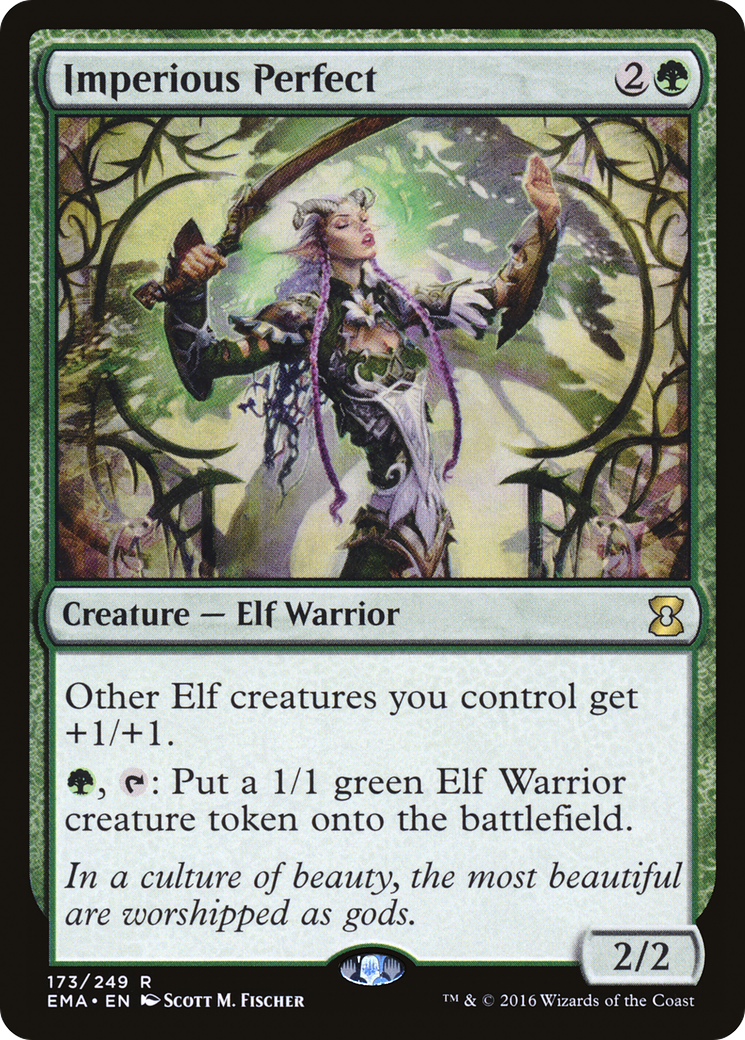 Imperious Perfect 2
Creature — Elf Warrior
Other Elf creatures you control get
+1/+1.
, : Put a 1/1 green Elf Warrior
creature token onto the battlefield.
In a culture of beauty, the most beautiful
are worshipped as gods.
2/2
173/249 R
EMA • EN Scott M. Fischer
™ & © 2016 Wizards of the Coast